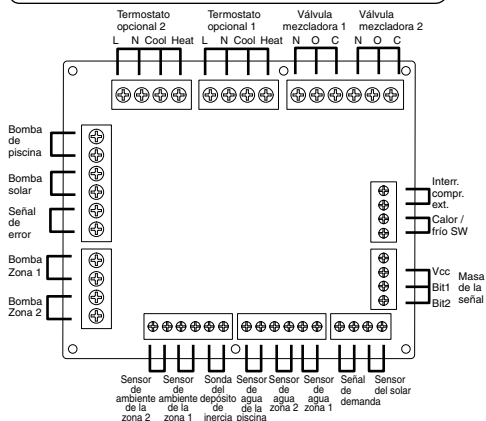 Termostato
opcional 2
L N Cool Heat
Termostato
opcional 1
L N Cool Heat
Válvula
mezcladora 1
N O C
Válvula
mezcladora 2
N O C
Bomba
de
piscina
Bomba
solar
Señal
de
error
Bomba
Zona 1
Bomba
Zona 2
Interr.
compr.
ext.
Calor /
frío SW
Vcc
Bit1
Bit2
Masa
de la
señal
Sensor
de
ambiente
de la
zona 2
Sensor
de
ambiente
de la
zona 1
Sonda
del
depósito
de
inercia
Sensor
de
agua
de la
piscina
Sensor
de
agua
zona 2
Sensor
de
agua
zona 1
Señal
de
demanda
Sensor
del solar